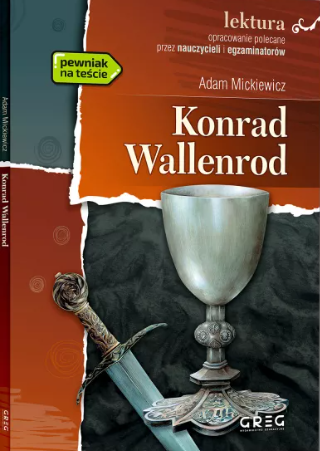 lektura
opracowanie polecane
przez nauczycieli i egzaminatorów
pewniak
na teście
Adam Mickiewicz
Konrad
Wallenrod
Adam Mickiewicz
Konrad Wallenrod
GREG
GREG